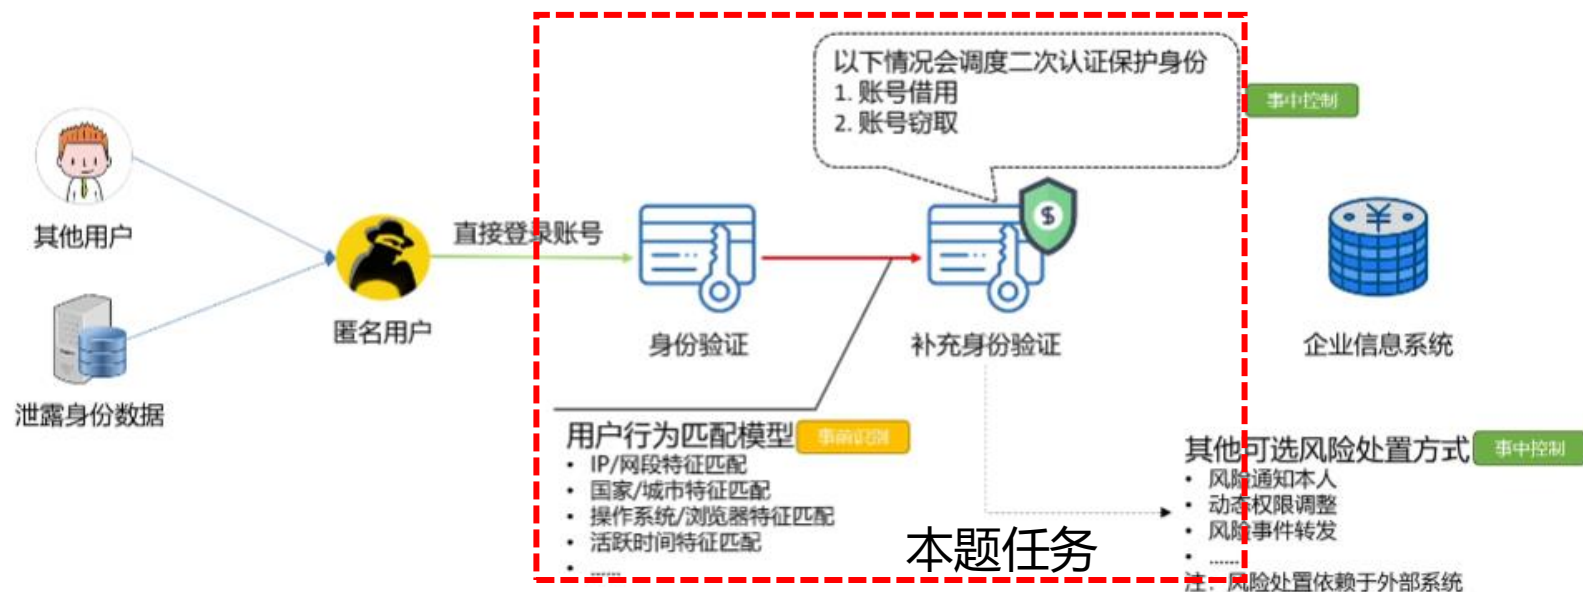 以下情况会调度二次认证保护身份
1. 账号借用
2. 账号窃取
事中控制
其他用户
直接登录账号
匿名用户
身份验证
补充身份验证
企业信息系统
泄露身份数据
用户行为匹配模型
事前识别
• IP/网段特征匹配
• 国家/城市特征匹配
• 操作系统/浏览器特征匹配
• 活跃时间特征匹配
• ......
本题任务
其他可选风险处置方式
事中控制
• 风险通知本人
• 动态权限调整
• 风险事件转发
• ......
注：风险处置依赖于外部系统